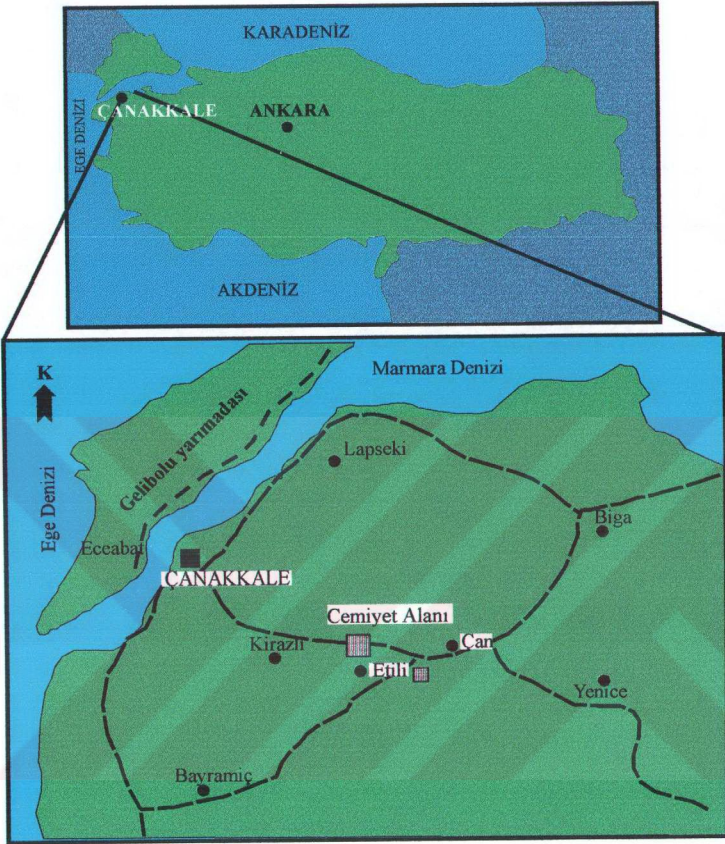 KARADENİZ
EGE DENİZİ
ÇANAKKALE
ANKARA
AKDENİZ
K
Marmara Denizi
Gelibolu yarımadası
Lapseki
Ege Denizi
Eceabat
Biga
ÇANAKKALE
Cemiyet Alanı
Kirazlı
Çan
Etili
Yenice
Bayramiç